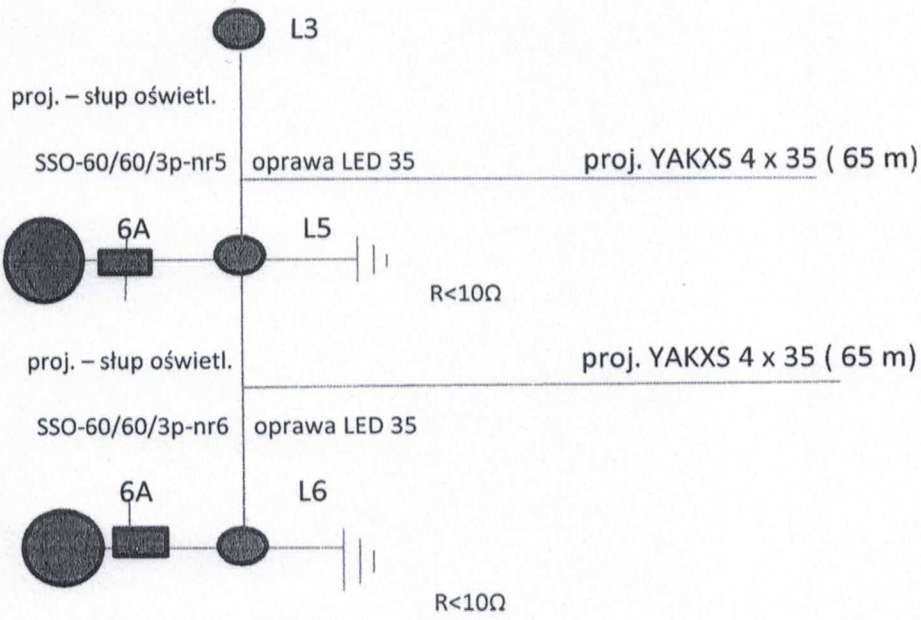 L3
proj. – słup oświetl.
SSO-60/60/3p-nr5 oprawa LED 35 proj. YAKXS 4 x 35 ( 65 m)
6A L5
R<10Ω
proj. – słup oświetl. proj. YAKXS 4 x 35 ( 65 m)
SSO-60/60/3p-nr6 oprawa LED 35
6A L6
R<10Ω